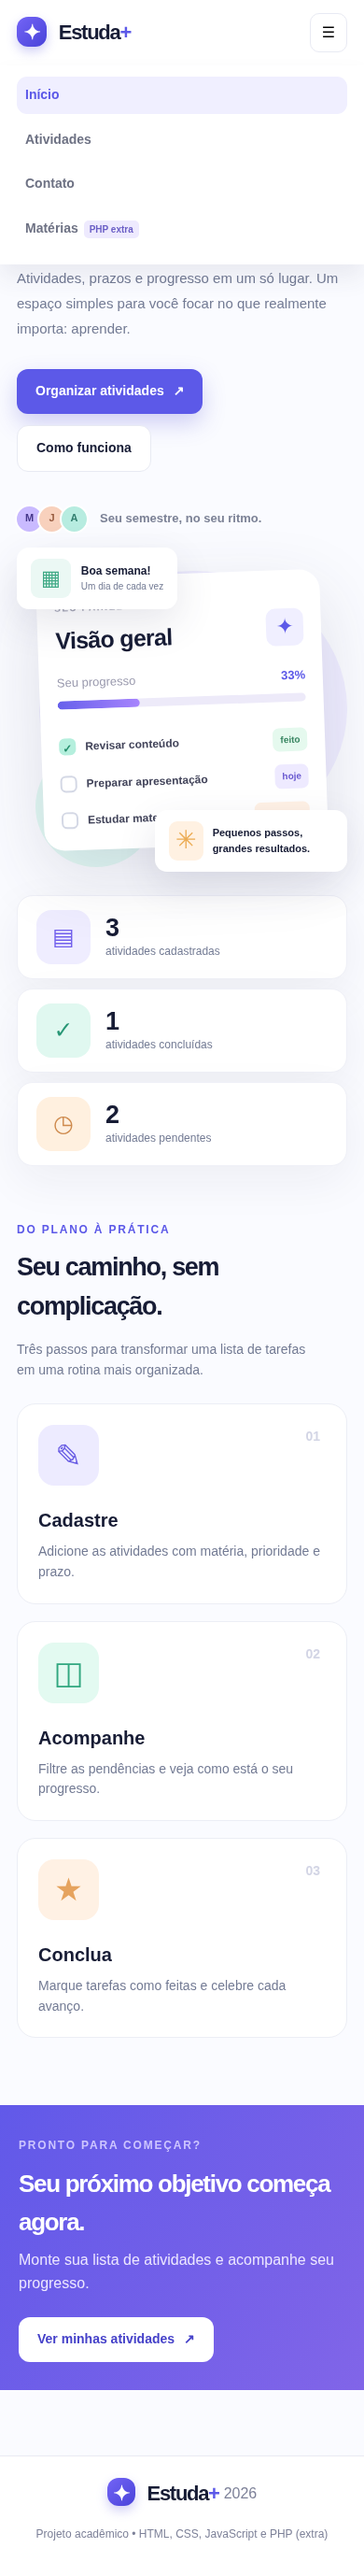 Estuda+
Início
Atividades
Contato
Matérias PHP extra
Atividades, prazos e progresso em um só lugar. Um
espaço simples para você focar no que realmente
importa: aprender.
Organizar atividades ↗
Como funciona
M J A Seu semestre, no seu ritmo.
Boa semana!
Um dia de cada vez
Visão geral
Seu progresso 33%
Revisar conteúdo feito
Preparar apresentação hoje
Estudar
Pequenos passos,
grandes resultados.
3
atividades cadastradas
1
atividades concluídas
2
atividades pendentes
DO PLANO À PRÁTICA
Seu caminho, sem
complicação.
Três passos para transformar uma lista de tarefas
em uma rotina mais organizada.
01
Cadastre
Adicione as atividades com matéria, prioridade e
prazo.
02
Acompanhe
Filtre as pendências e veja como está o seu
progresso.
03
Conclua
Marque tarefas como feitas e celebre cada
avanço.
PRONTO PARA COMEÇAR?
Seu próximo objetivo começa
agora.
Monte sua lista de atividades e acompanhe seu
progresso.
Ver minhas atividades ↗
Estuda+ 2026
Projeto acadêmico • HTML, CSS, JavaScript e PHP (extra)